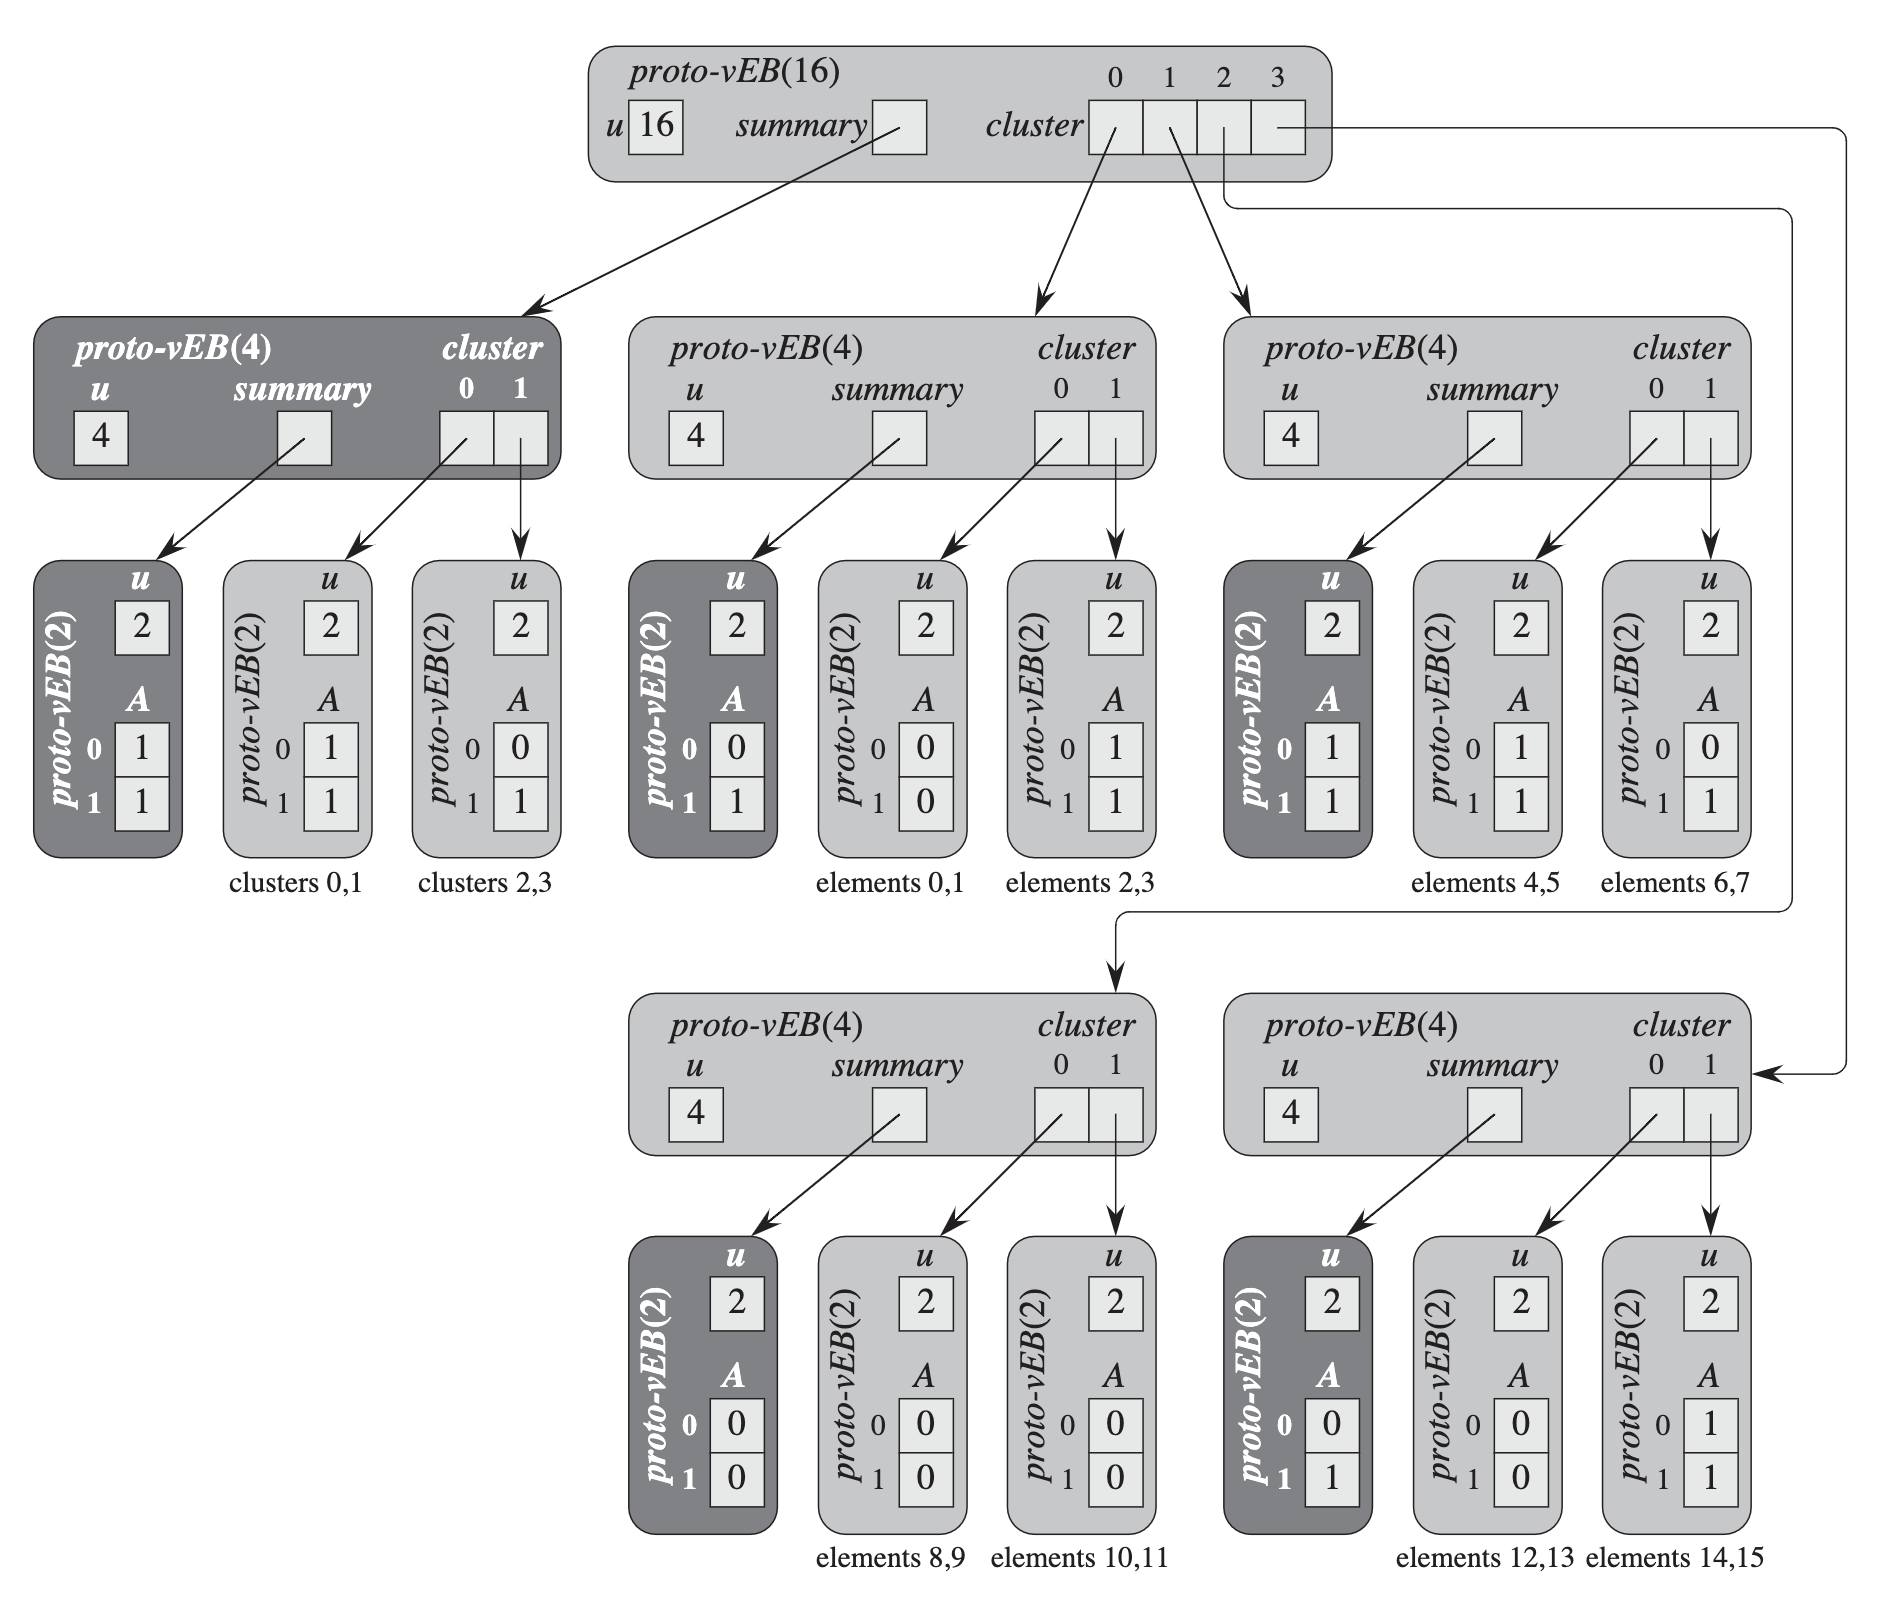 proto-vEB(16)
0 1 2 3
u 16 summary cluster
proto-vEB(4) cluster
u summary 0 1
4
proto-vEB(4) cluster
u summary 0 1
4
proto-vEB(4) cluster
u summary 0 1
4
proto-vEB(2)
u
2
A
0 1
1 1
proto-vEB(2)
u
2
A
0 1
1 1
clusters 0,1
proto-vEB(2)
u
2
A
0 0
1 1
clusters 2,3
proto-vEB(2)
u
2
A
0 0
1 1
proto-vEB(2)
u
2
A
0 0
1 0
elements 0,1
proto-vEB(2)
u
2
A
0 1
1 1
elements 2,3
proto-vEB(2)
u
2
A
0 1
1 1
proto-vEB(2)
u
2
A
0 1
1 1
elements 4,5
proto-vEB(2)
u
2
A
0 0
1 1
elements 6,7
proto-vEB(4) cluster
u summary 0 1
4
proto-vEB(4) cluster
u summary 0 1
4
proto-vEB(2)
u
2
A
0 0
1 0
proto-vEB(2)
u
2
A
0 0
1 0
elements 8,9
proto-vEB(2)
u
2
A
0 0
1 0
elements 10,11
proto-vEB(2)
u
2
A
0 0
1 1
proto-vEB(2)
u
2
A
0 0
1 0
elements 12,13
proto-vEB(2)
u
2
A
0 1
1 1
elements 14,15